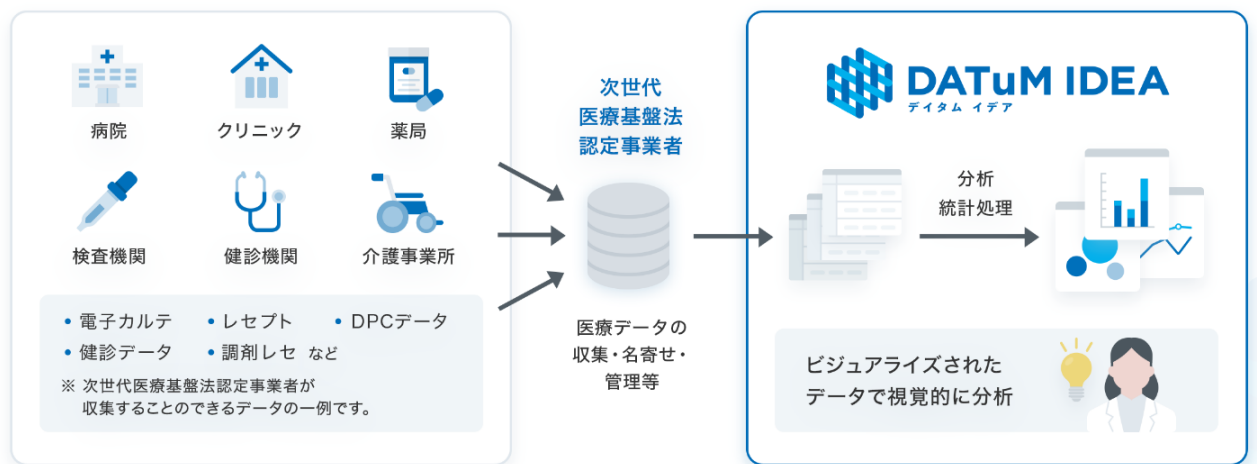 病院
クリニック
薬局
検査機関
健診機関
介護事業所
• 電子カルテ
• レセプト
• DPCデータ
• 健診データ
• 調剤レセ など
※ 次世代医療基盤法認定事業者が
収集することのできるデータの一例です。
次世代
医療基盤法
認定事業者
医療データの
収集・名寄せ・
管理等
DATuM IDEA
デイタム イデア
分析
統計処理
ビジュアライズされた
データで視覚的に分析